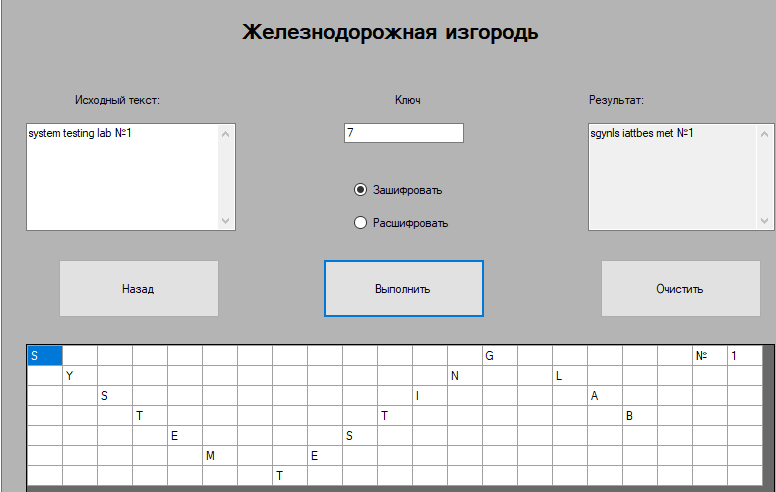 Железнодорожная изгородь
Исходный текст: Ключ Результат:
system testing lab №1 7 sgynls iattbes met №1
Зашифровать
Расшифровать
Назад Выполнить Очистить
S G № 1
Y N L
S I A
T T B
E S
M E
T